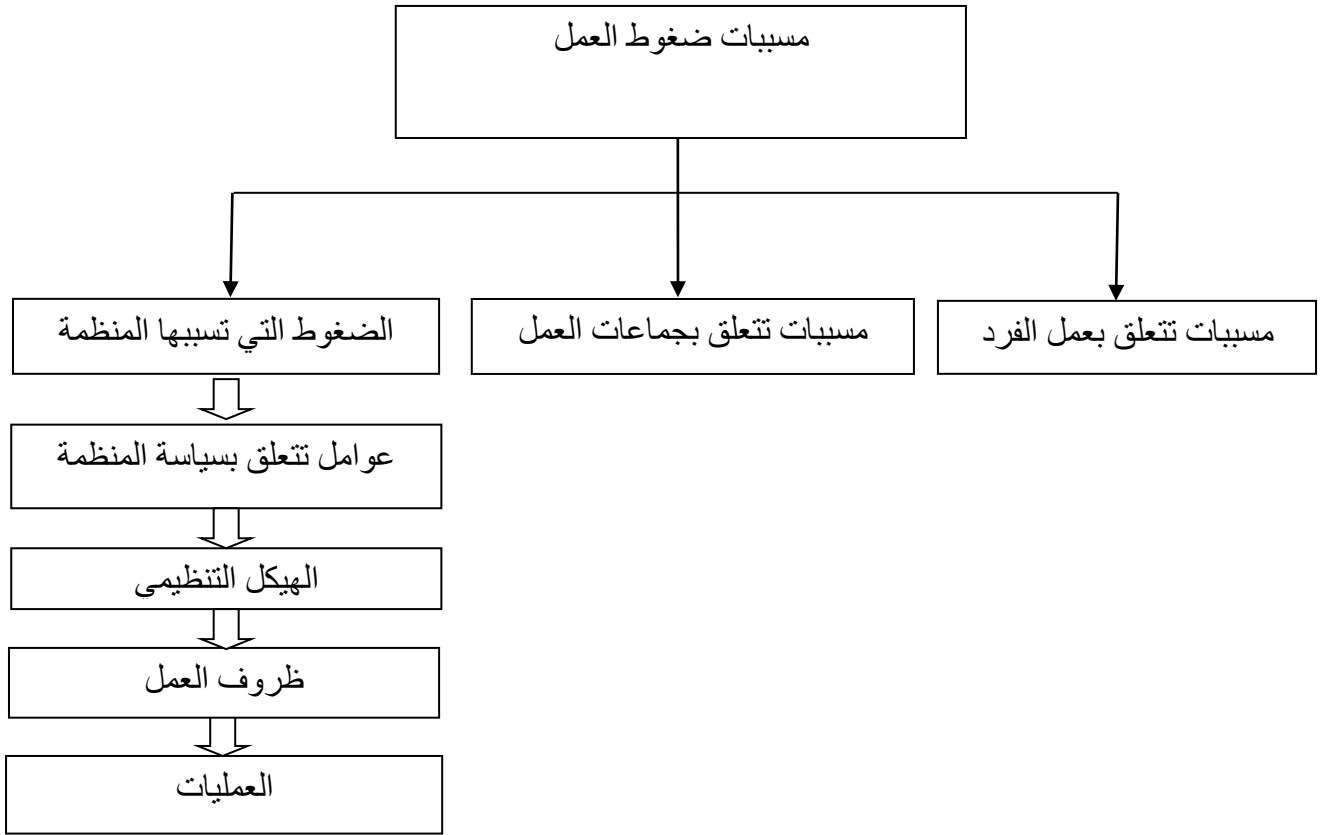 مسببات ضغوط العمل
مسببات تتعلق بعمل الفرد
مسببات تتعلق بجماعات العمل
الضغوط التي تسببها المنظمة
عوامل تتعلق بسياسة المنظمة
الهيكل التنظيمي
ظروف العمل
العمليات